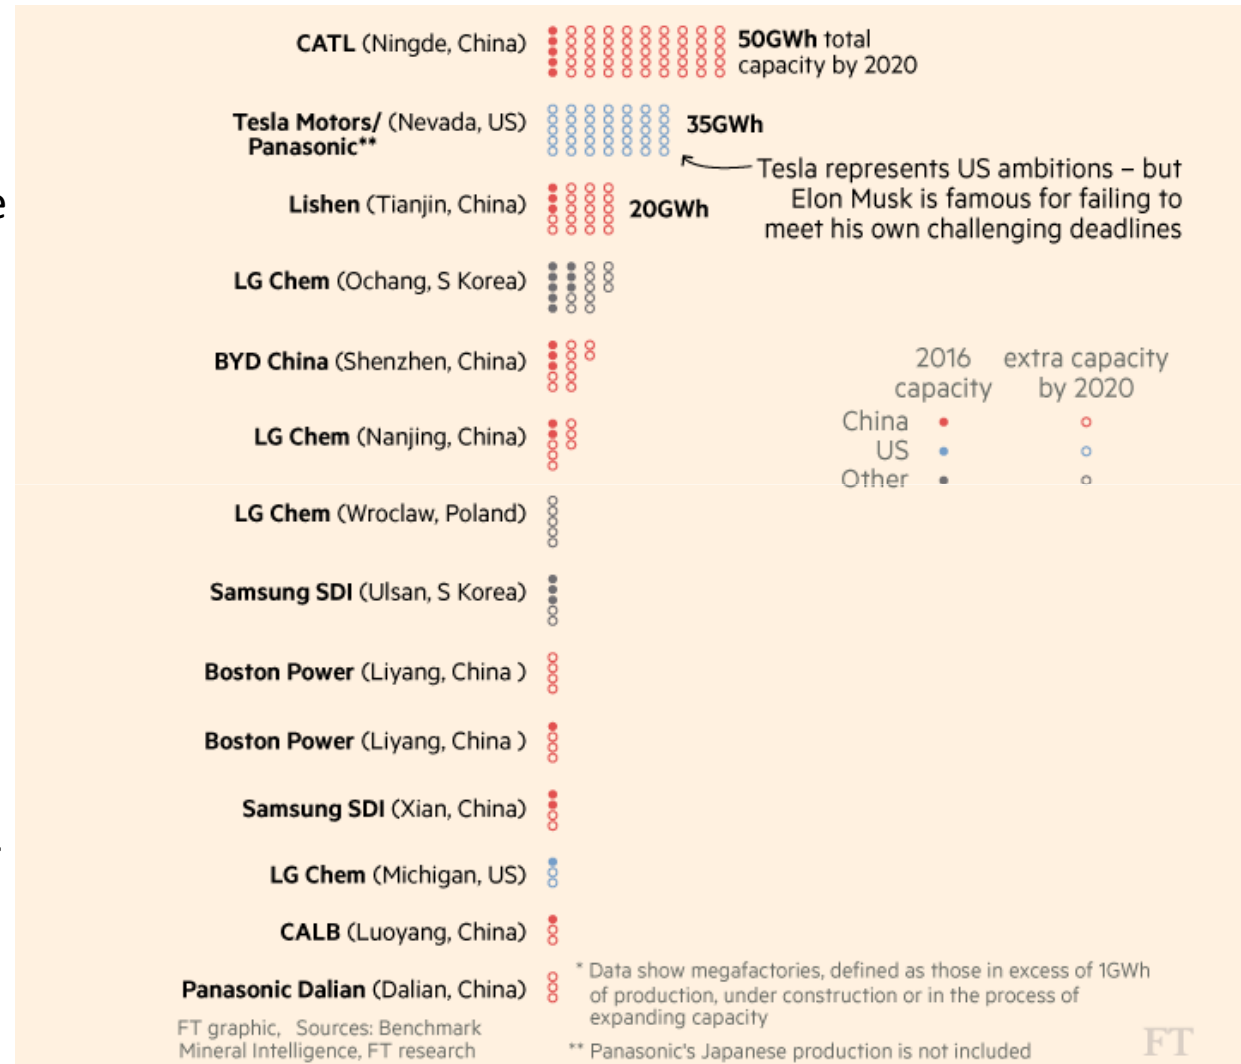 CATL (Ningde, China)
50GWh total
capacity by 2020
Tesla Motors/ (Nevada, US)
Panasonic**
35GWh
Tesla represents US ambitions – but
Elon Musk is famous for failing to
meet his own challenging deadlines
e
Lishen (Tianjin, China)
20GWh
LG Chem (Ochang, S Korea)
BYD China (Shenzhen, China)
2016 extra capacity
capacity by 2020
China
US
Other
LG Chem (Nanjing, China)
LG Chem (Wroclaw, Poland)
Samsung SDI (Ulsan, S Korea)
Boston Power (Liyang, China )
Boston Power (Liyang, China )
Samsung SDI (Xian, China)
LG Chem (Michigan, US)
CALB (Luoyang, China)
Panasonic Dalian (Dalian, China)
* Data show megafactories, defined as those in excess of 1GWh
of production, under construction or in the process of
expanding capacity
** Panasonic's Japanese production is not included
FT graphic, Sources: Benchmark
Mineral Intelligence, FT research
FT